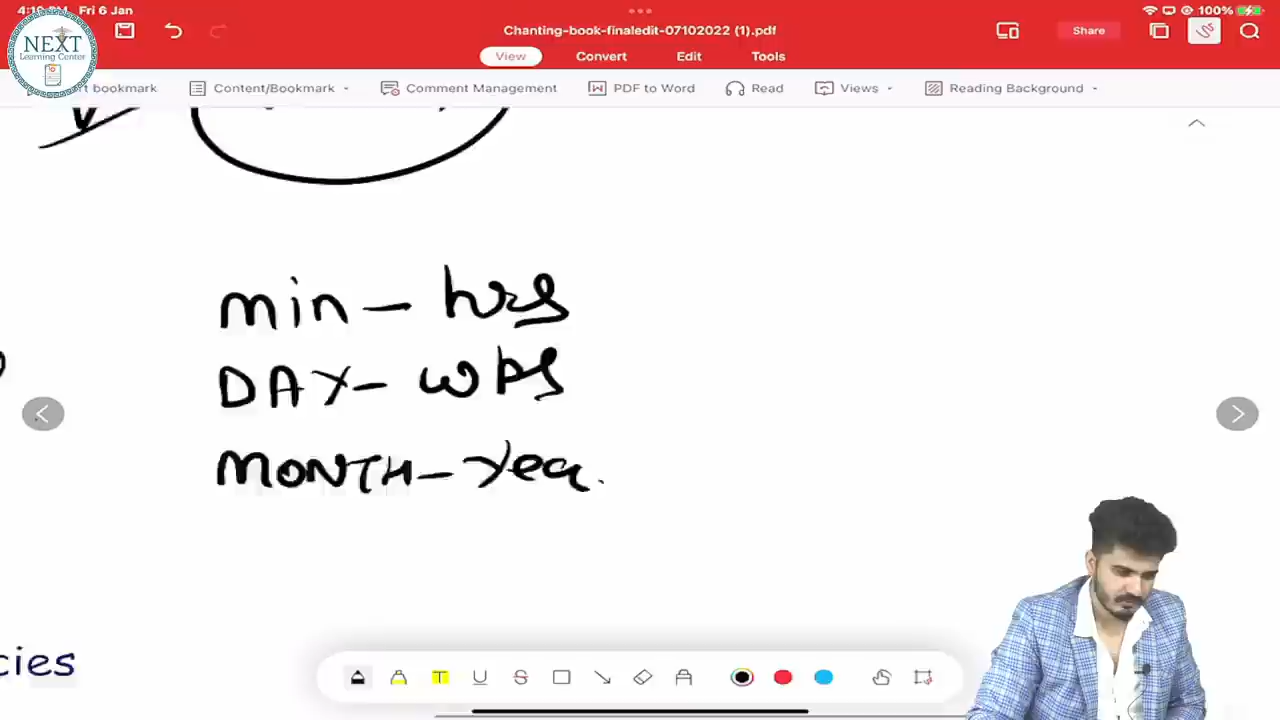 4:19 PM Fri 6 Jan
100%
NEXT
Learning Center
Chanting-book-finaledit-07102022 (1).pdf
Share
View
Convert
Edit
Tools
bookmark
Content/Bookmark
Comment Management
PDF to Word
Read
Views
Reading Background
min - hrs
DAY -
MONTH - Year
cies
T
U
S